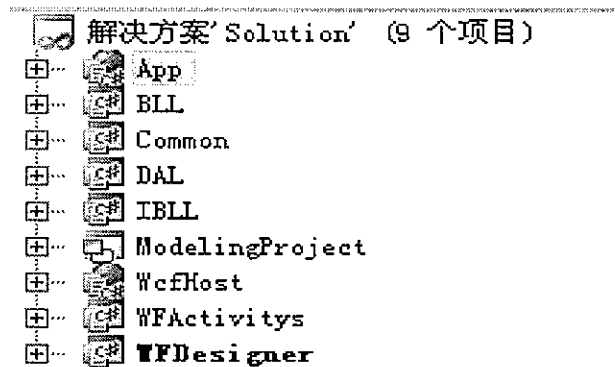 解决方案'Solution' (9 个项目)
App
BLL
Common
DAL
IBLL
ModelingProject
WcfHost
WFActivitys
WFDesigner